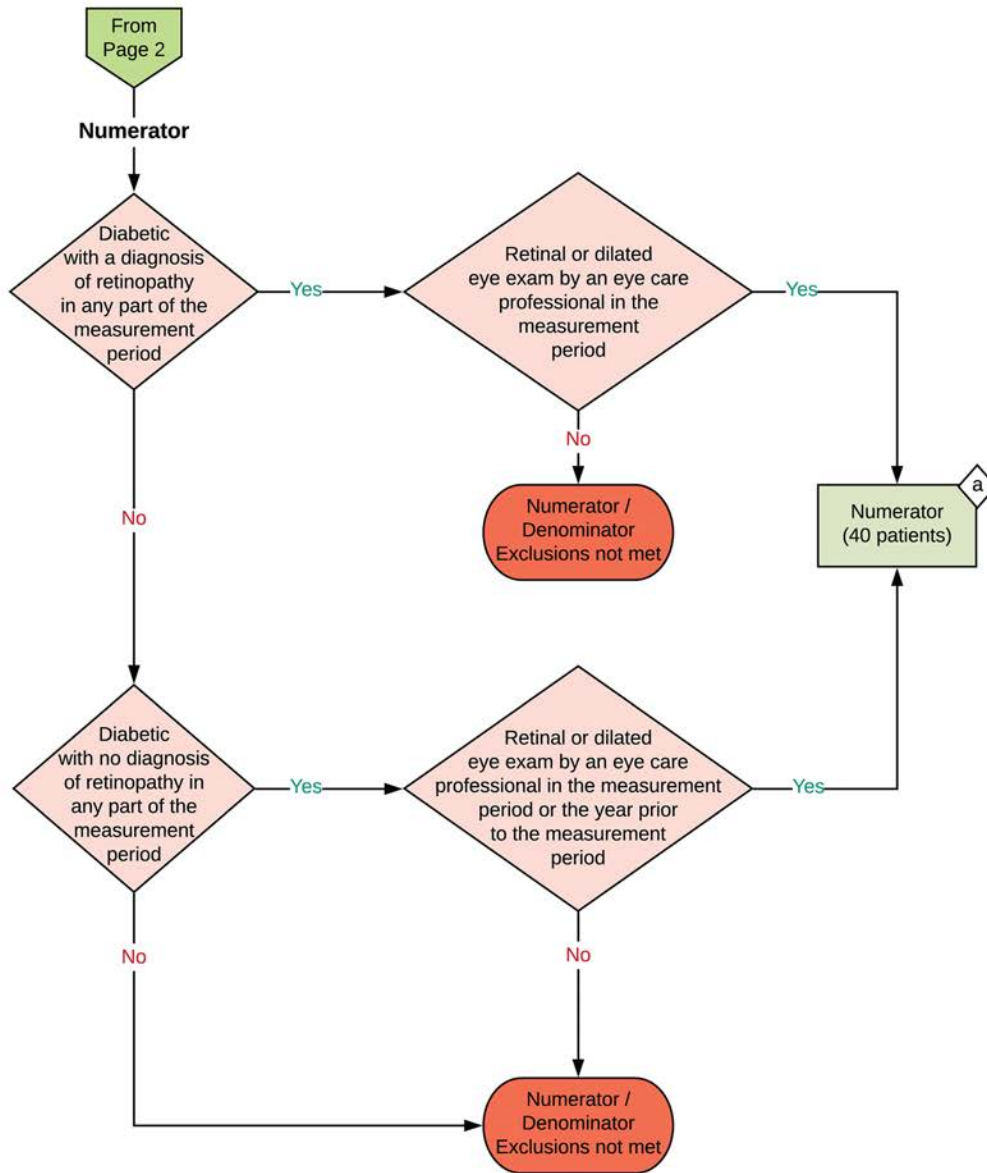 From
Page 2
Numerator
Diabetic
with a diagnosis
of retinopathy
in any part of the
measurement
period
Yes
Retinal or dilated
eye exam by an eye care
professional in the
measurement
period
Yes
No
No
Numerator /
Denominator
Exclusions not met
a
Numerator
(40 patients)
Diabetic
with no diagnosis
of retinopathy in
any part of the
measurement
period
Yes
Retinal or dilated
eye exam by an eye care
professional in the measurement
period or the year prior
to the measurement
period
Yes
No
No
Numerator /
Denominator
Exclusions not met